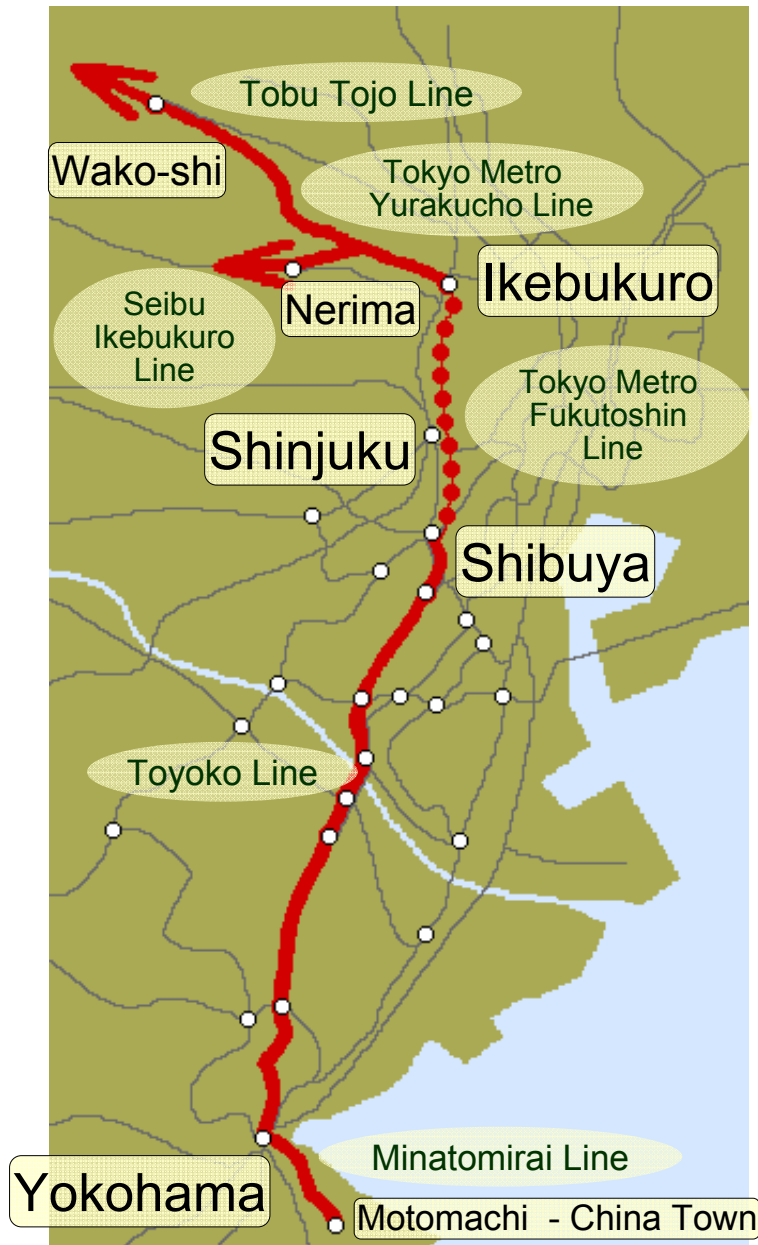 Tobu Tojo Line
Wako-shi
Tokyo Metro
Yurakucho Line
Ikebukuro
Seibu
Ikebukuro
Line
Nerima
Tokyo Metro
Fukutoshin
Line
Shinjuku
Shibuya
Toyoko Line
Minatomirai Line
Yokohama
Motomachi - China Town